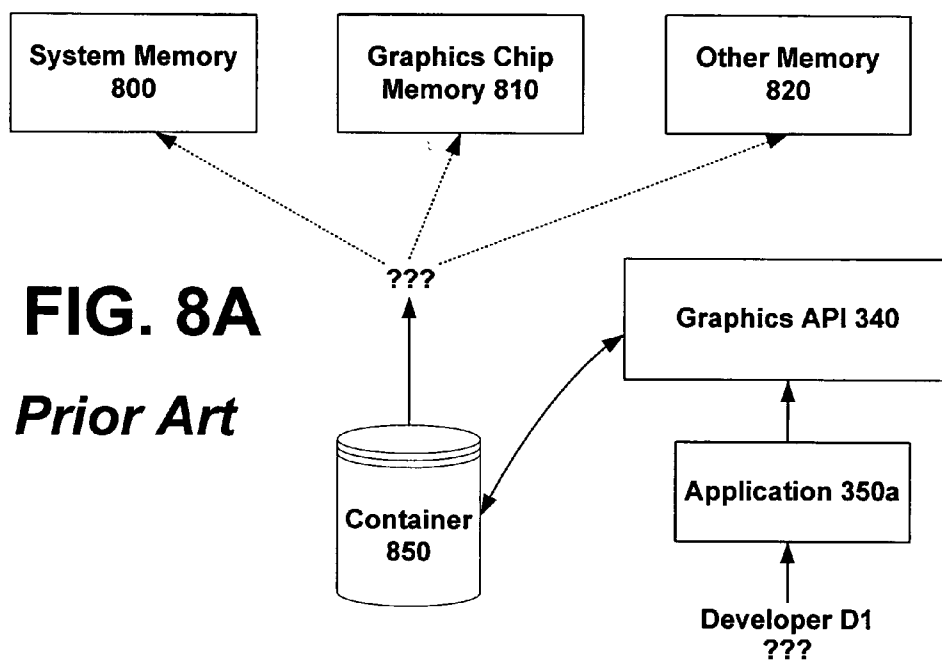 System Memory
800
Graphics Chip
Memory 810
Other Memory
820
???
FIG. 8A
Prior Art
Graphics API 340
Container
850
Application 350a
Developer D1
???